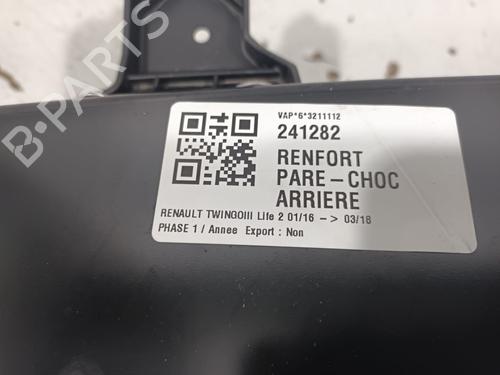 VAP*6*3211112
241282
RENFORT
PARE-CHOC
ARRIERE
RENAULT TWINGOIII Life 2 01/16 -> 03/18
PHASE 1 / Annee Export : Non
B-PARTS